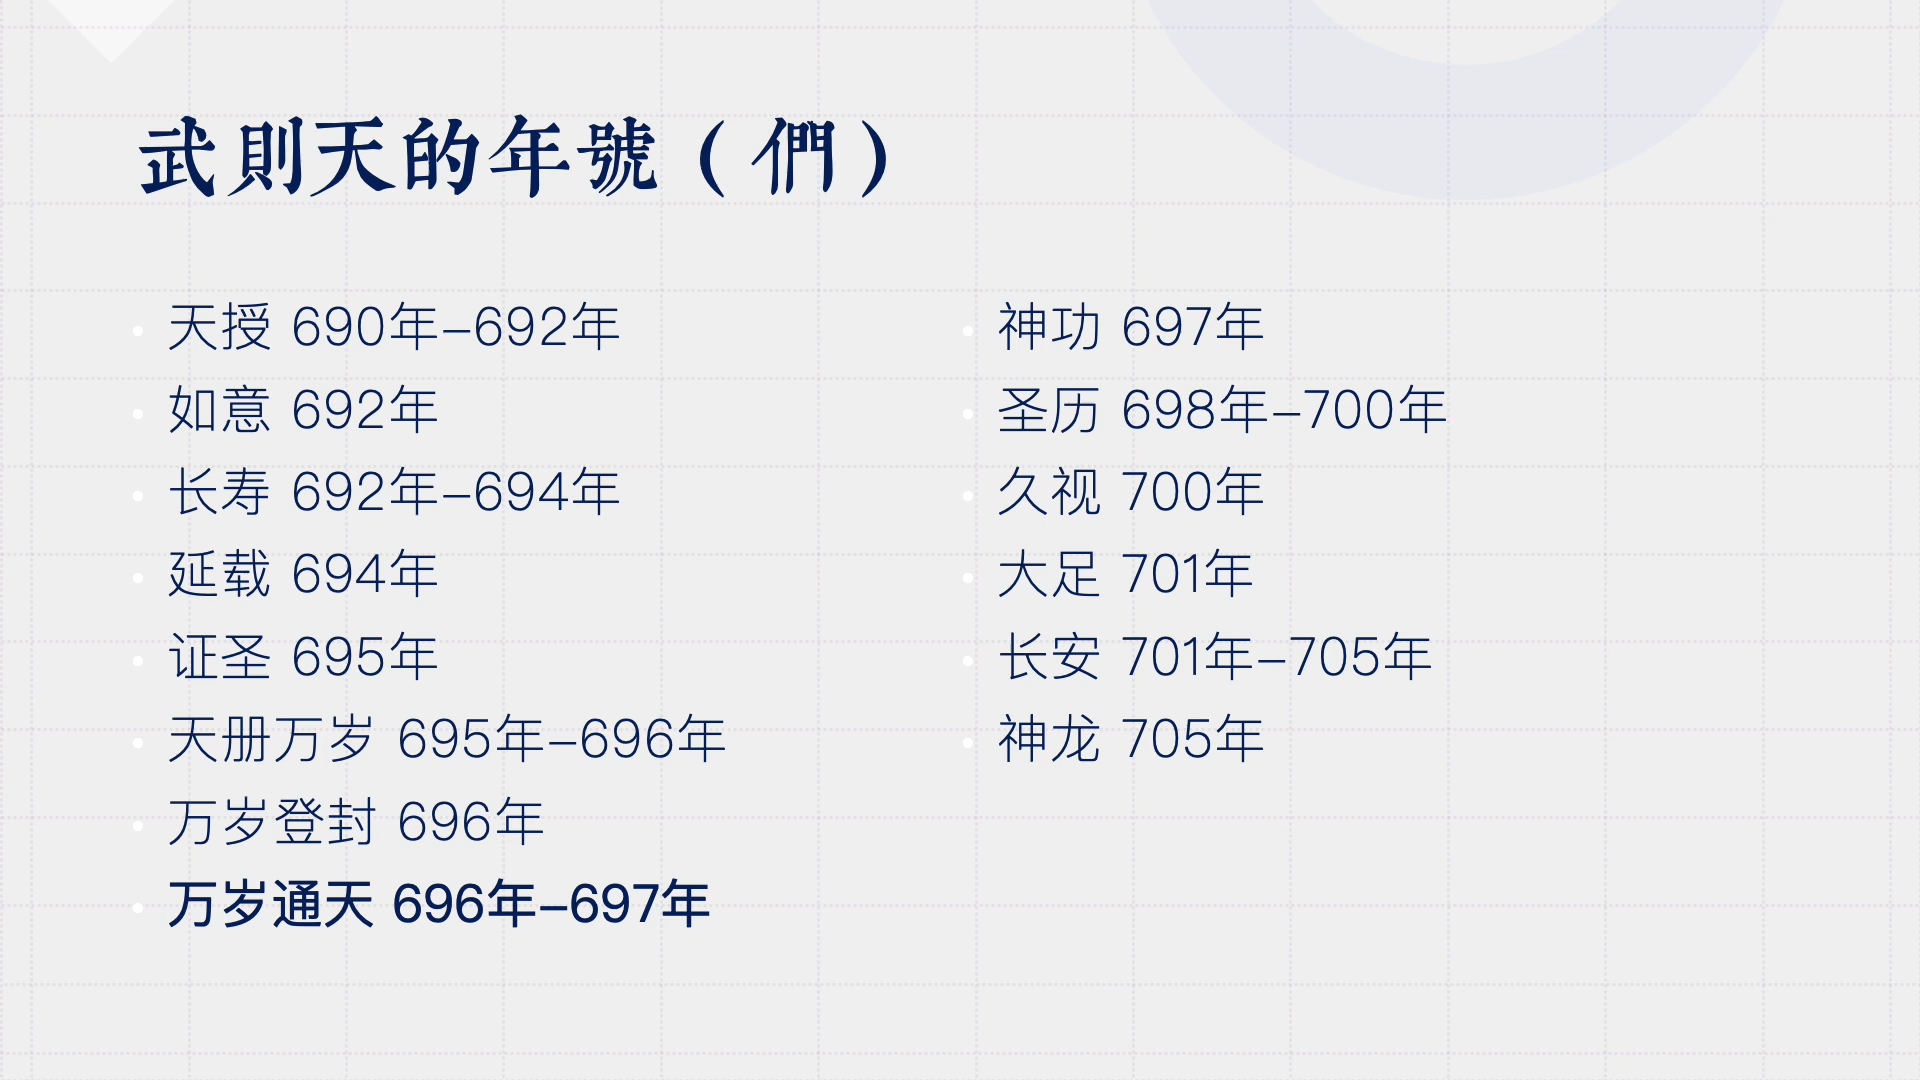 武則天的年號（們）
天授 690年–692年
如意 692年
长寿 692年–694年
延载 694年
证圣 695年
天册万岁 695年–696年
万岁登封 696年
万岁通天 696年–697年
神功 697年
圣历 698年–700年
久视 700年
大足 701年
长安 701年–705年
神龙 705年